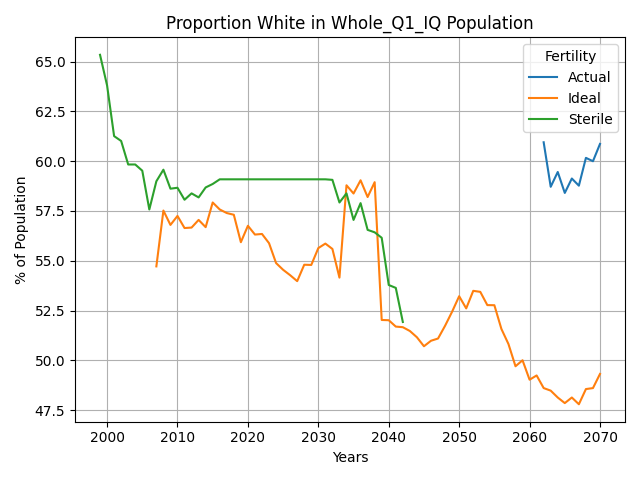 Proportion White in Whole_Q1_IQ Population
Fertility
Actual
Ideal
Sterile
% of Population
65.0
62.5
60.0
57.5
55.0
52.5
50.0
47.5
2000 2010 2020 2030 2040 2050 2060 2070
Years